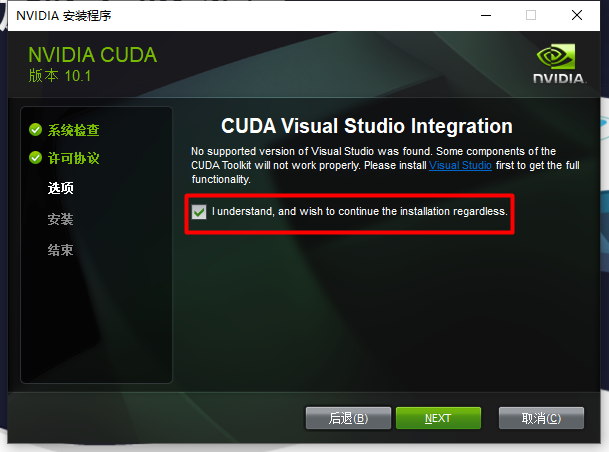 NVIDIA 安装程序
NVIDIA CUDA
版本 10.1
NVIDIA.
系统检查
许可协议
选项
安装
结束
CUDA Visual Studio Integration
No supported version of Visual Studio was found. Some components of the
CUDA Toolkit will not work properly. Please install Visual Studio first to get the full
functionality.
I understand, and wish to continue the installation regardless.
后退(B)
NEXT
取消(C)